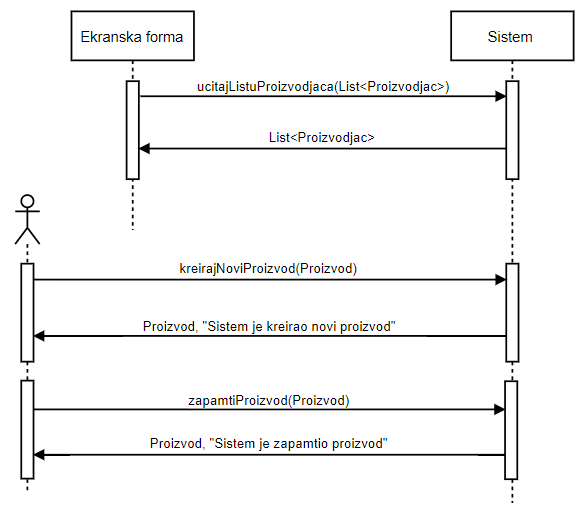 Ekranska forma
Sistem
ucitajListuProizvodjaca(List<Proizvodjac>)
List<Proizvodjac>
kreirajNoviProizvod(Proizvod)
Proizvod, "Sistem je kreirao novi proizvod"
zapamtiProizvod(Proizvod)
Proizvod, "Sistem je zapamtio proizvod"